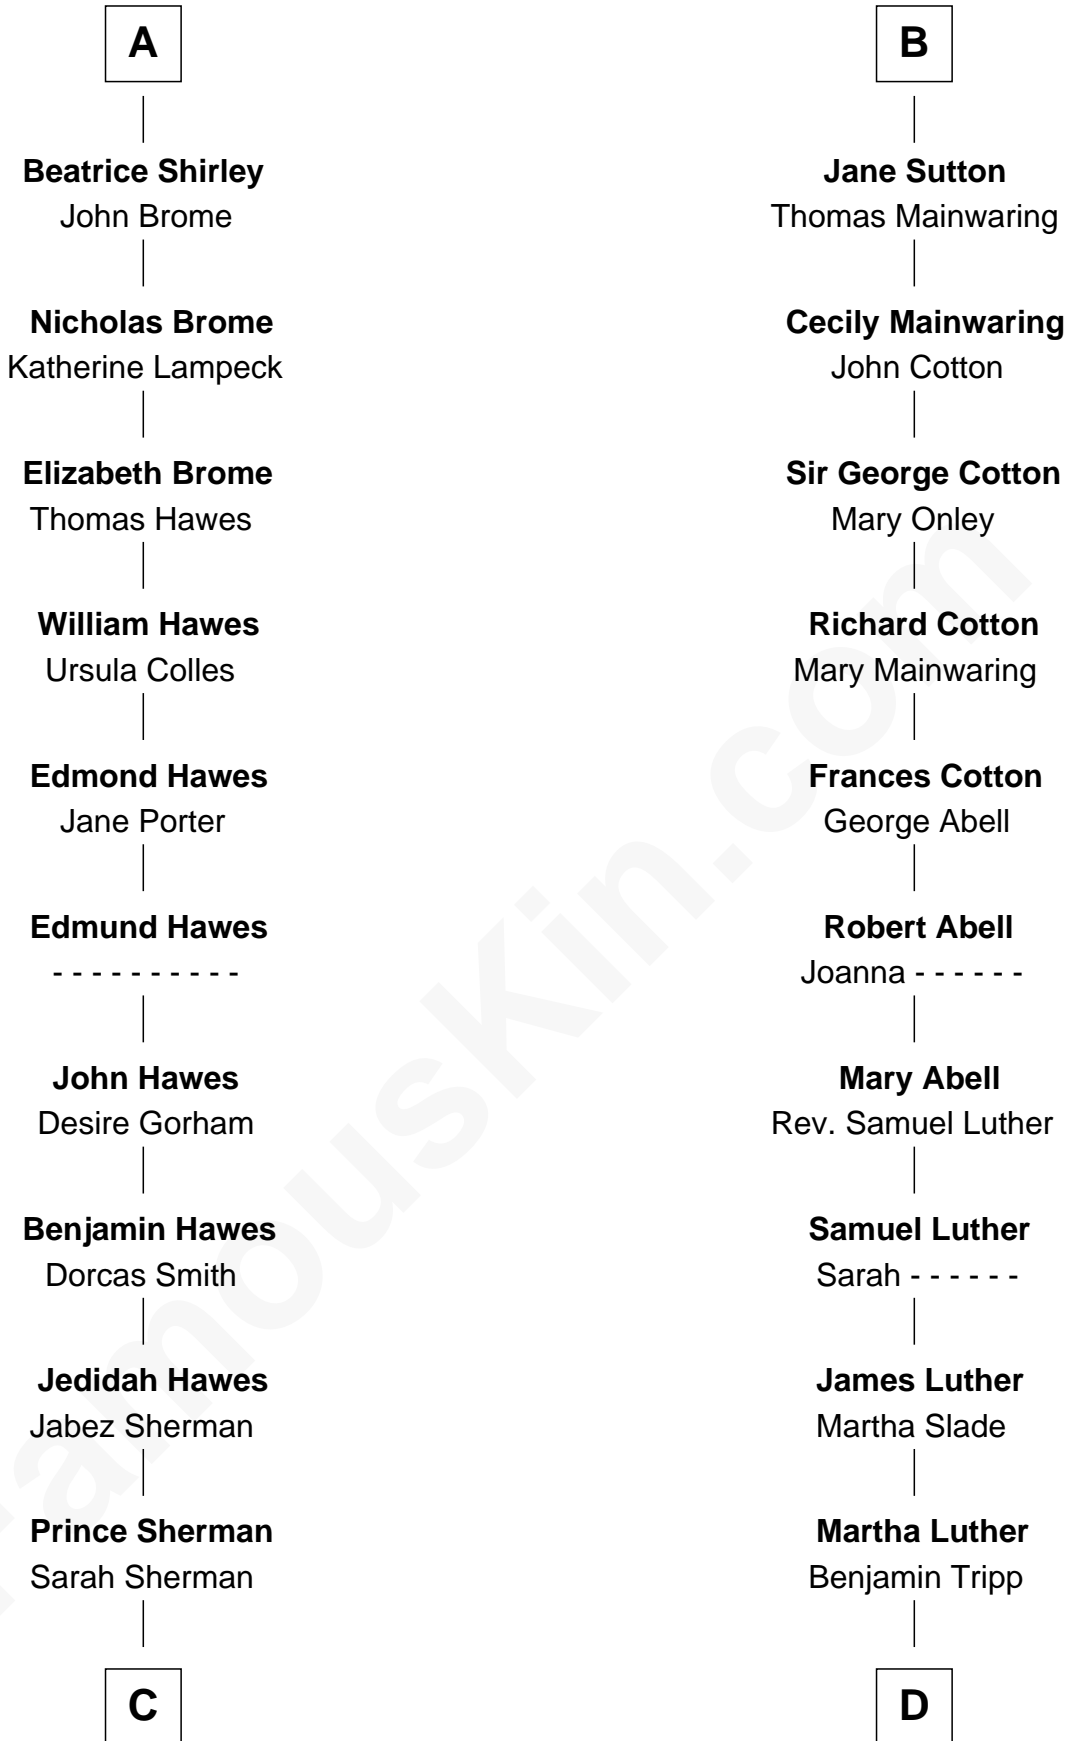 A
Beatrice Shirley
John Brome
Nicholas Brome
Katherine Lampeck
Elizabeth Brome
Thomas Hawes
William Hawes
Ursula Colles
Edmond Hawes
Jane Porter
Edmund Hawes
- - - - - - - - - -
John Hawes
Desire Gorham
Benjamin Hawes
Dorcas Smith
Jedidah Hawes
Jabez Sherman
Prince Sherman
Sarah Sherman
C
B
Jane Sutton
Thomas Mainwaring
Cecily Mainwaring
John Cotton
Sir George Cotton
Mary Onley
Richard Cotton
Mary Mainwaring
Frances Cotton
George Abell
Robert Abell
Joanna - - - - - -
Mary Abell
Rev. Samuel Luther
Samuel Luther
Sarah - - - - - -
James Luther
Martha Slade
Martha Luther
Benjamin Tripp
D
FamousKin.com